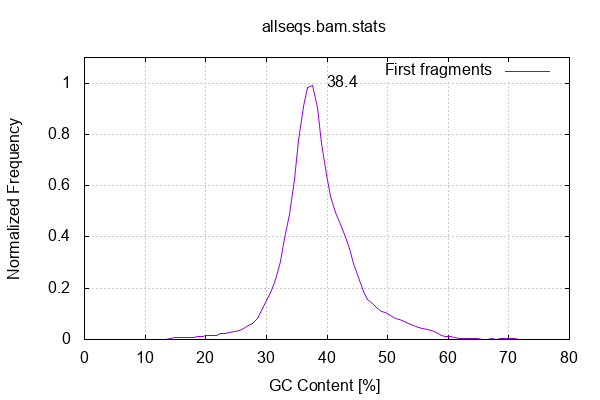 allseqs.bam.stats
First fragments
38.4
1
0.8
0.6
0.4
0.2
0
Normalized Frequency
0 10 20 30 40 50 60 70 80
GC Content [%]